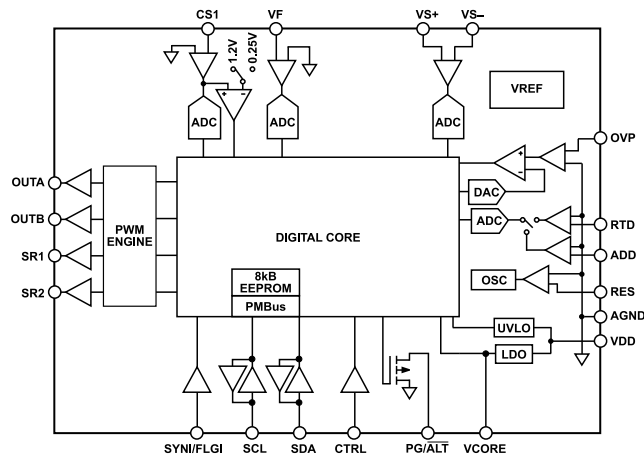 CS1
VF
VS+
VS–
1.2V
0.25V
VREF
ADC
ADC
ADC
OVP
DAC
OUTA
OUTB
SR1
SR2
PWM
ENGINE
DIGITAL CORE
ADC
RTD
ADD
OSC
RES
8kB
EEPROM
PMBus
AGND
UVLO
VDD
LDO
+
–
+
–
SYNI/FLGI
SCL
SDA
CTRL
PG/ALT
VCORE